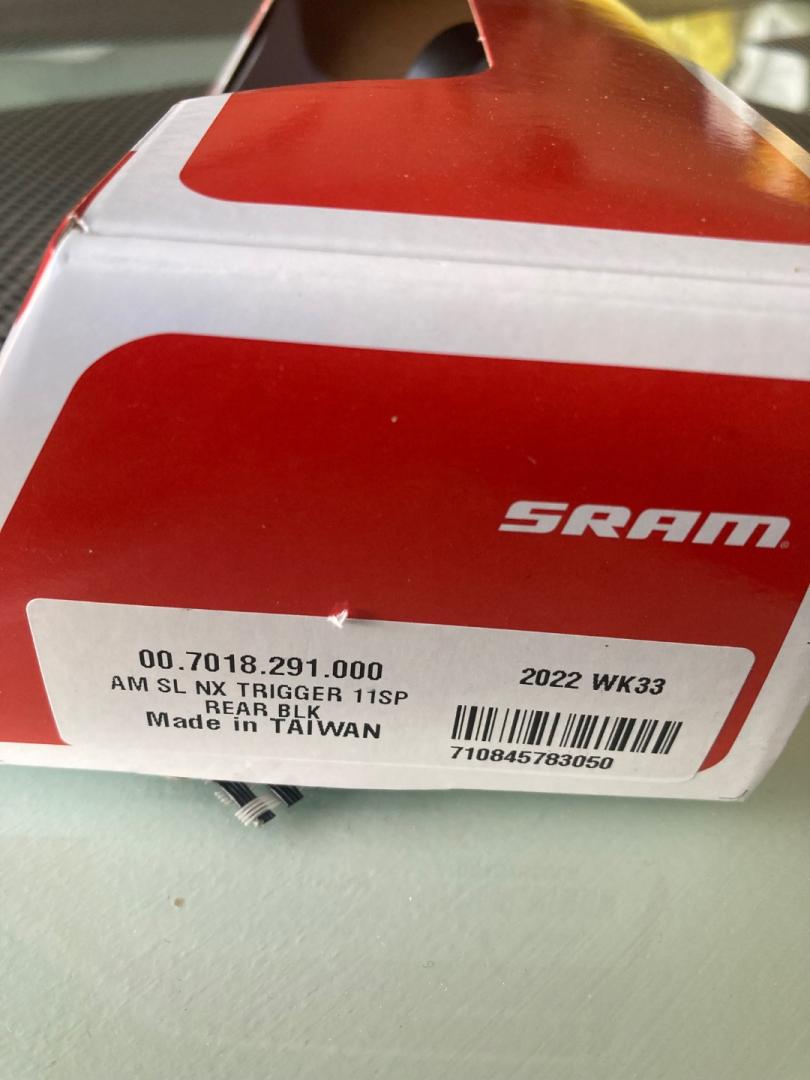 SRAM
00.7018.291.000
AM SL NX TRIGGER 11SP
REAR BLK
Made in TAIWAN
2022 WK33
710845783050